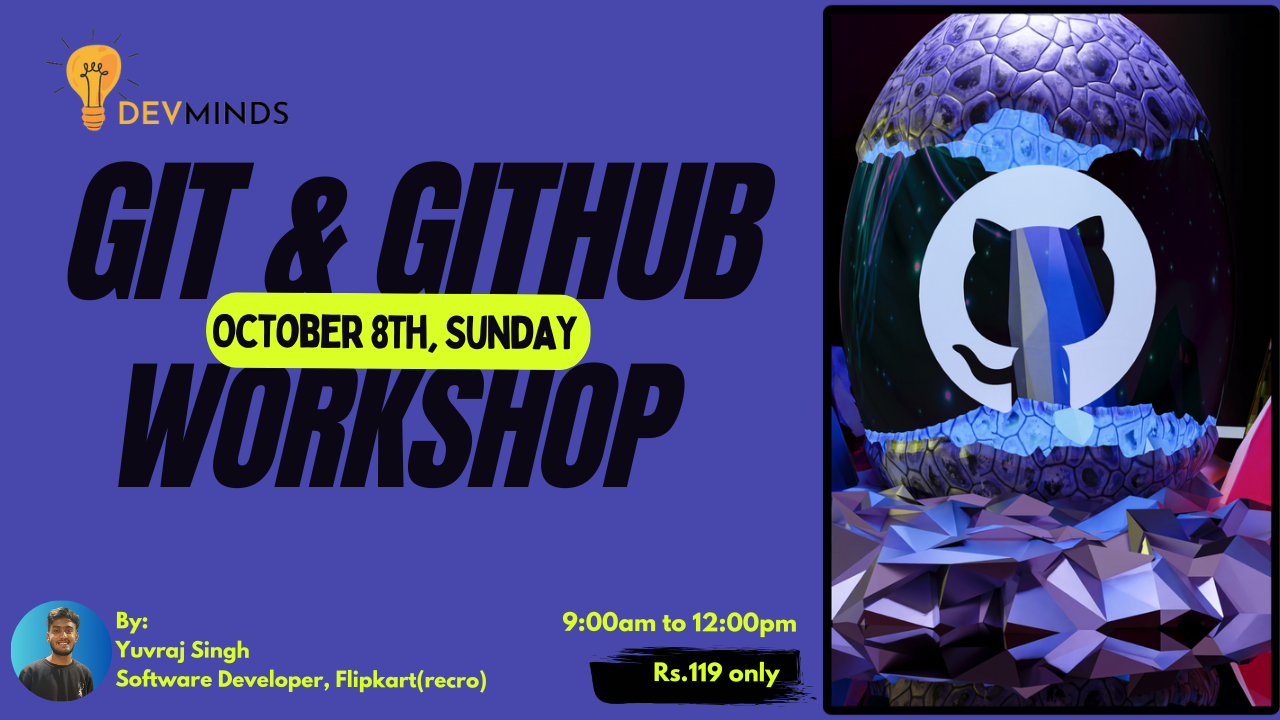 DEVMINDS
GIT & GITHUB
OCTOBER 8TH, SUNDAY
WORKSHOP
By:
Yuvraj Singh
Software Developer, Flipkart(recro)
9:00am to 12:00pm
Rs.119 only